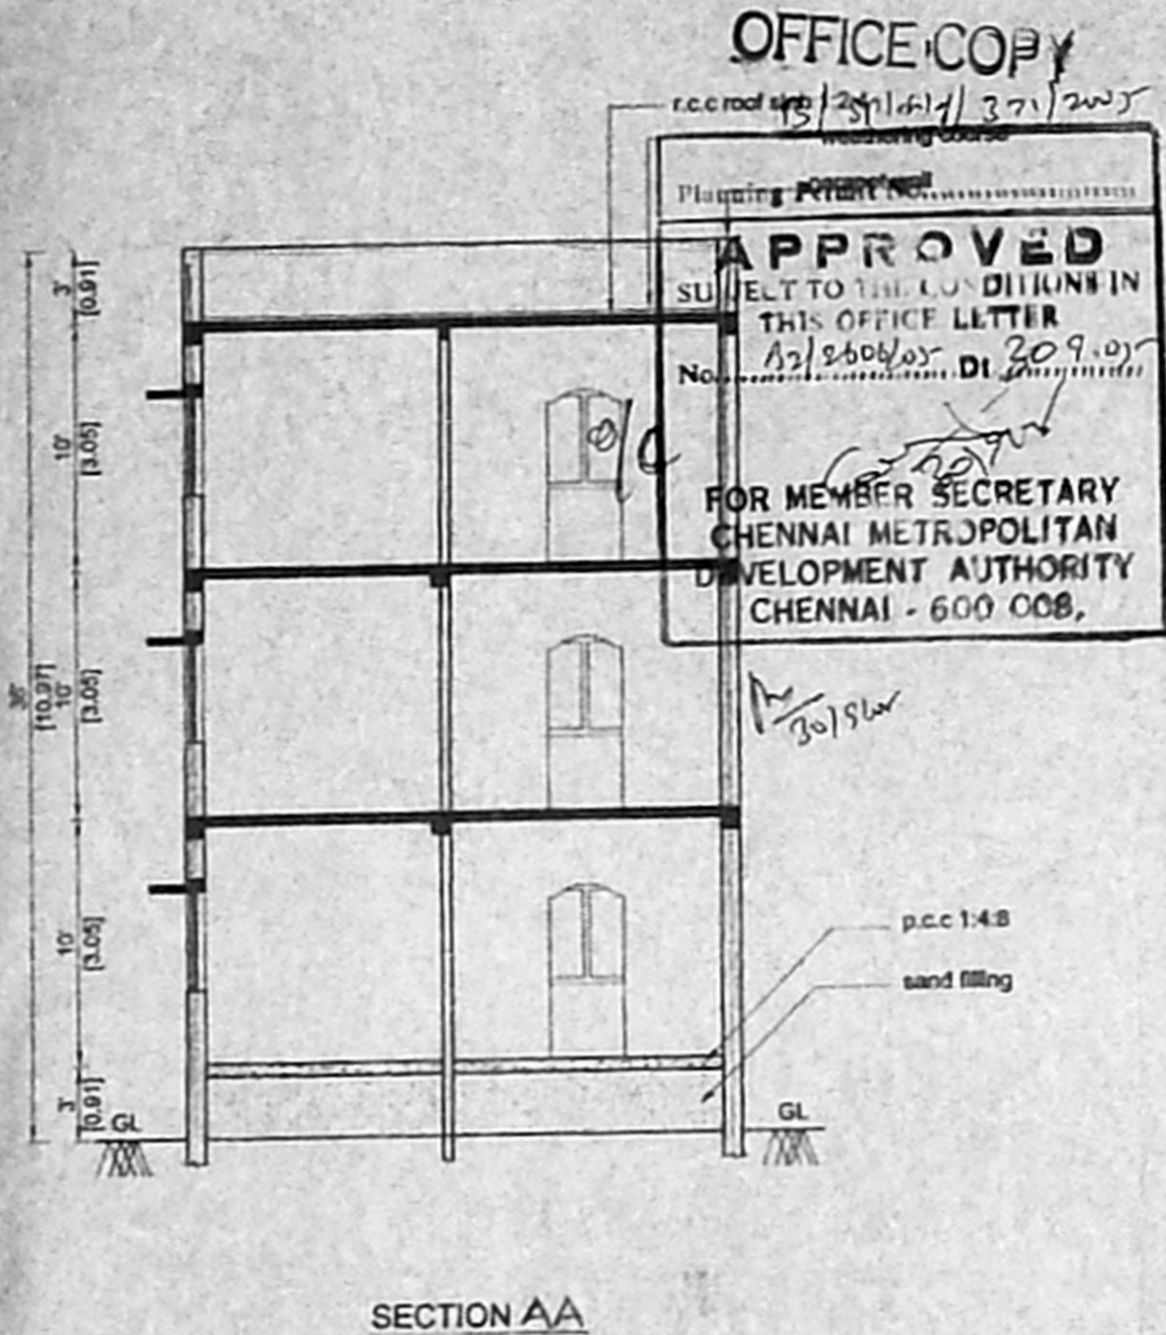 OFFICE COPY
r.c.c roof slab
weathering course
Planning Permit No.
parapet wall
APPROVED
SUBJECT TO THE CONDITIONS IN
THIS OFFICE LETTER
No. Dt
FOR MEMBER SECRETARY
CHENNAI METROPOLITAN
DEVELOPMENT AUTHORITY
CHENNAI - 600 008.
3'
[0.91]
10'
[3.05]
36'
[10.97]
10'
[3.05]
10'
[3.05]
3'
[0.91]
GL
p.c.c 1:4:8
sand filling
GL
SECTION AA